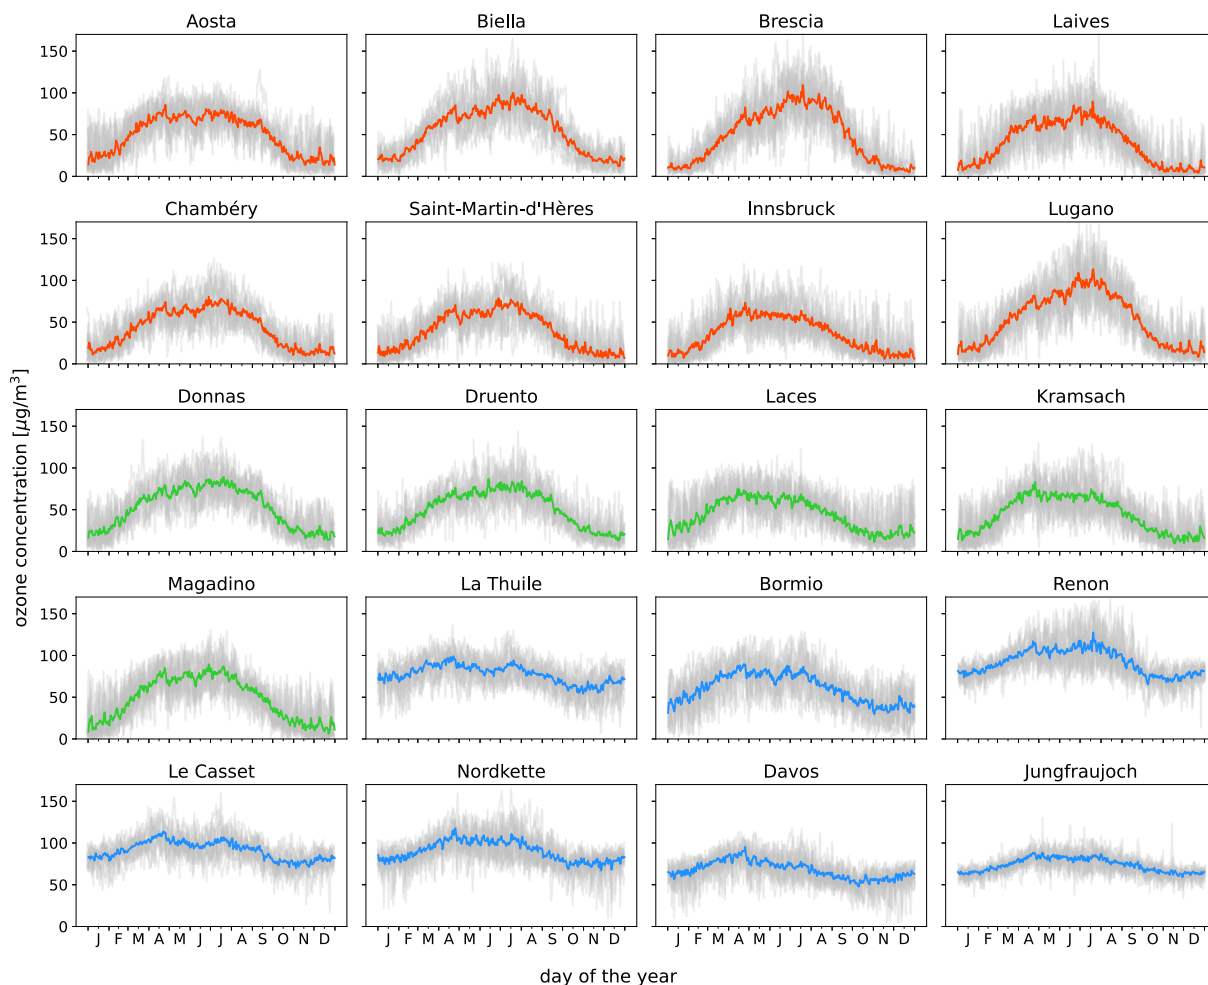 Aosta Biella Brescia Laives
150
100
50
0
Chambéry Saint-Martin-d'Hères Innsbruck Lugano
150
100
50
0
Donnas Druento Laces Kramsach
150
100
50
0
Magadino La Thuile Bormio Renon
150
100
50
0
Le Casset Nordkette Davos Jungfraujoch
150
100
50
0
J F M A M J J A S O N D J F M A M J J A S O N D J F M A M J J A S O N D J F M A M J J A S O N D
ozone concentration [μg/m³]
day of the year